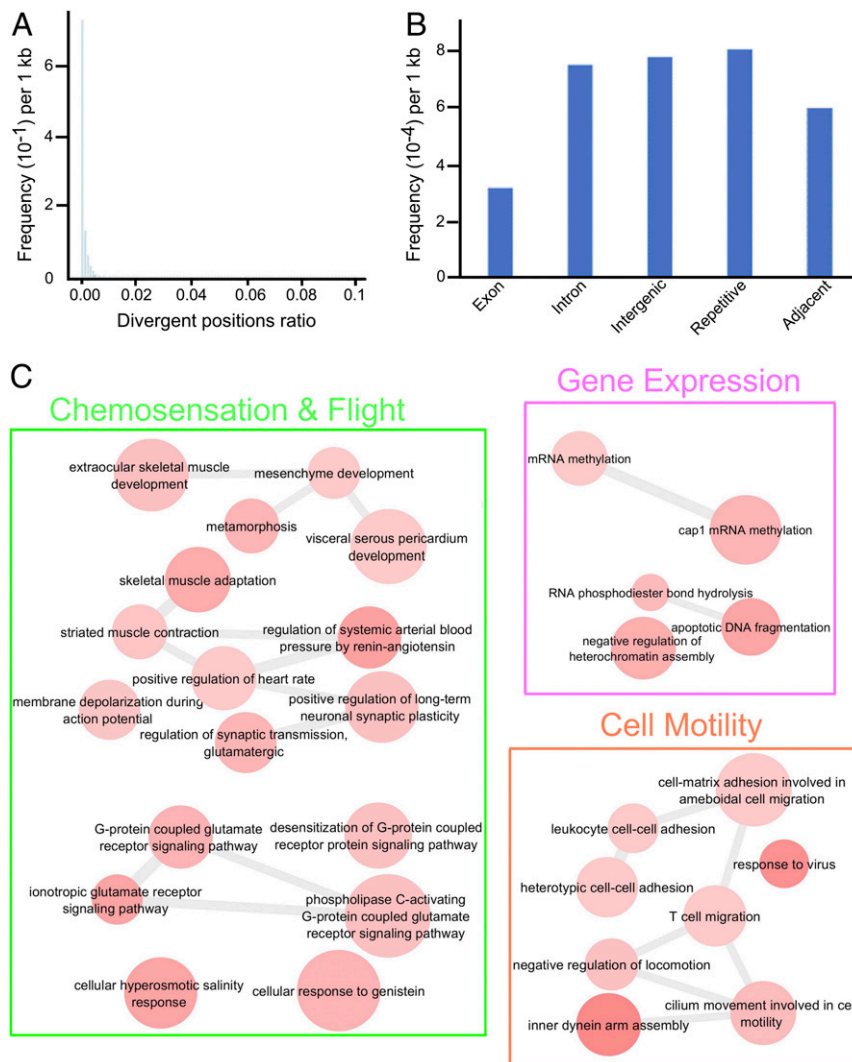 A
Frequency (10-1) per 1 kb
6
4
2
0
0.00 0.02 0.04 0.06 0.08 0.1
Divergent positions ratio
B
Frequency (10-4) per 1 kb
8
6
4
2
0
Exon
Intron
Intergenic
Repetitive
Adjacent
C
Chemosensation & Flight
extraocular skeletal muscle
development
mesenchyme development
metamorphosis
visceral serous pericardium
development
skeletal muscle adaptation
striated muscle contraction
regulation of systemic arterial blood
pressure by renin-angiotensin
positive regulation of heart rate
membrane depolarization during
action potential
positive regulation of long-term
neuronal synaptic plasticity
regulation of synaptic transmission,
glutamatergic
G-protein coupled glutamate
receptor signaling pathway
desensitization of G-protein coupled
receptor protein signaling pathway
ionotropic glutamate receptor
signaling pathway
phospholipase C-activating
G-protein coupled glutamate
receptor signaling pathway
cellular hyperosmotic salinity
response
cellular response to genistein
Gene Expression
mRNA methylation
cap1 mRNA methylation
RNA phosphodiester bond hydrolysis
apoptotic DNA fragmentation
negative regulation of
heterochromatin assembly
Cell Motility
cell-matrix adhesion involved in
ameboidal cell migration
leukocyte cell-cell adhesion
response to virus
heterotypic cell-cell adhesion
T cell migration
negative regulation of locomotion
cilium movement involved in ce
motility
inner dynein arm assembly